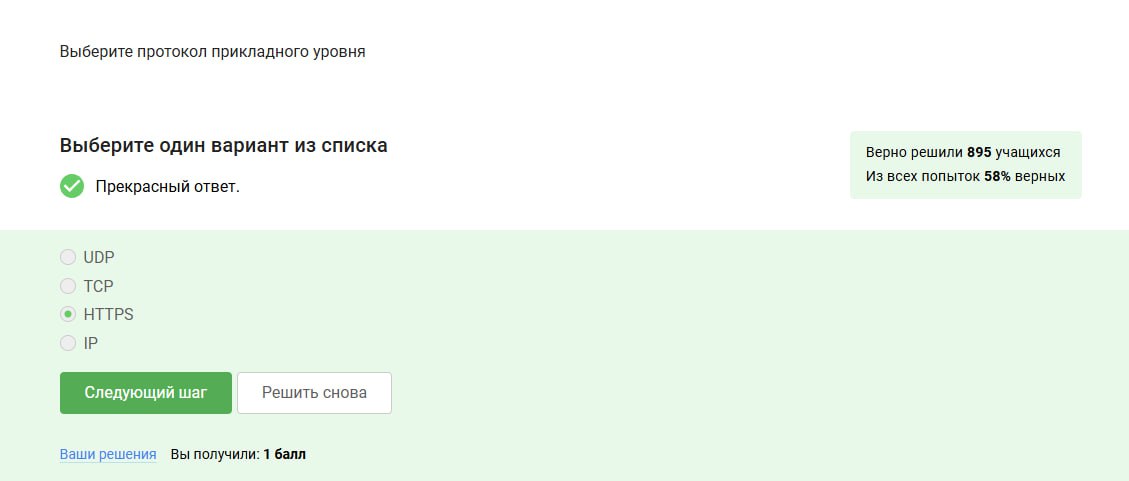 Выберите протокол прикладного уровня
Выберите один вариант из списка
Прекрасный ответ.
Верно решили 895 учащихся
Из всех попыток 58% верных
UDP
TCP
HTTPS
IP
Следующий шаг
Решить снова
Ваши решения Вы получили: 1 балл